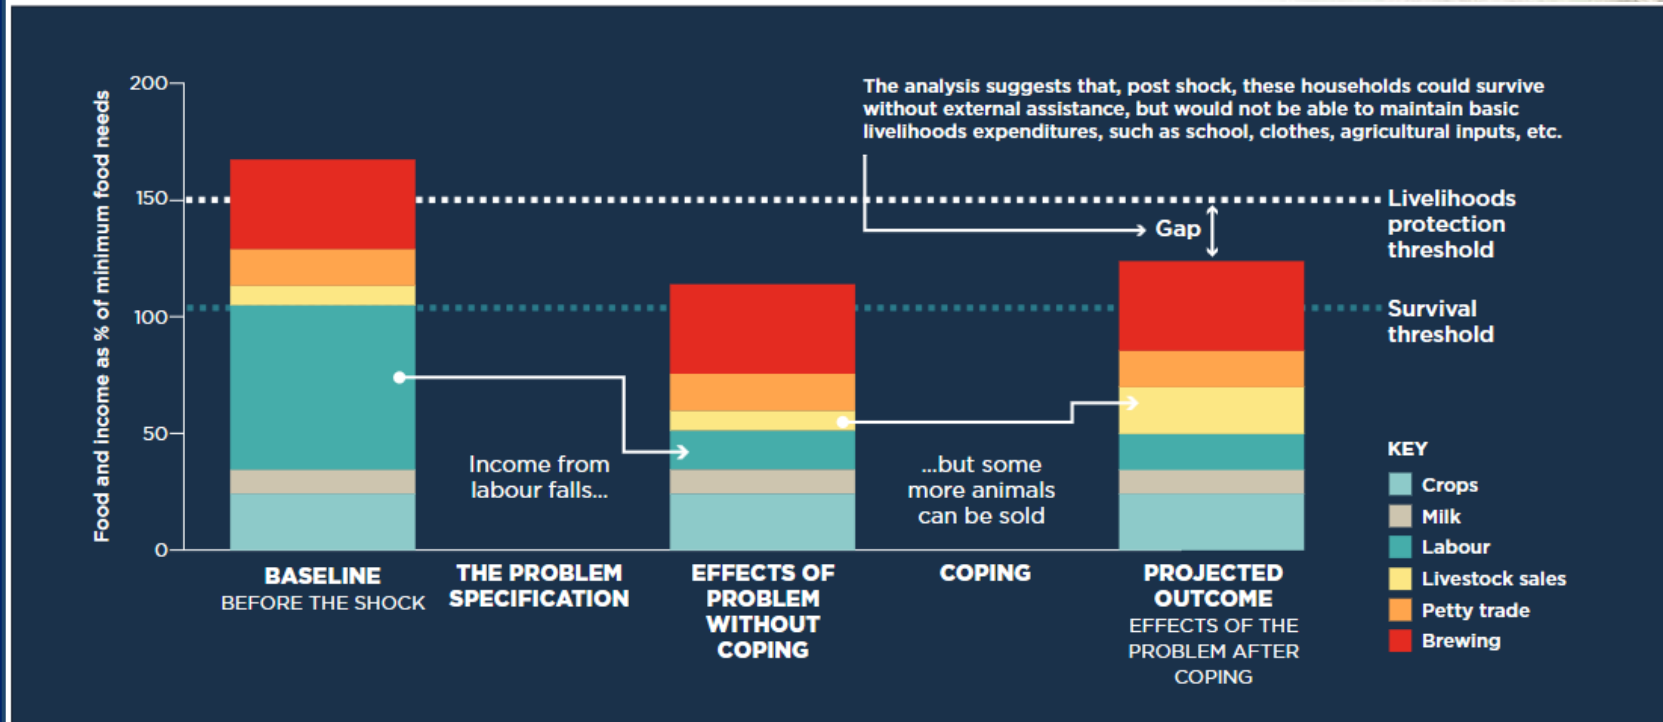 The analysis suggests that, post shock, these households could survive
without external assistance, but would not be able to maintain basic
livelihoods expenditures, such as school, clothes, agricultural inputs, etc.
Food and income as % of minimum food needs
200
150
100
50
0
Gap
Livelihoods
protection
threshold
Survival
threshold
Income from
labour falls...
...but some
more animals
can be sold
KEY
Crops
Milk
Labour
Livestock sales
Petty trade
Brewing
BASELINE
BEFORE THE SHOCK
THE PROBLEM
SPECIFICATION
EFFECTS OF
PROBLEM
WITHOUT
COPING
COPING
PROJECTED
OUTCOME
EFFECTS OF THE
PROBLEM AFTER
COPING